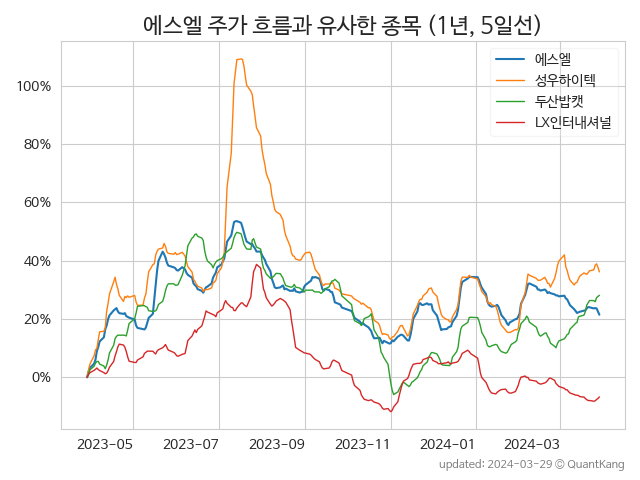 에스엘 주가 흐름과 유사한 종목 (1년, 5일선)
에스엘
성우하이텍
두산밥캣
LX인터내셔널
100%
80%
60%
40%
20%
0%
2023-05 2023-07 2023-09 2023-11 2024-01 2024-03
updated: 2024-03-29 © QuantKang